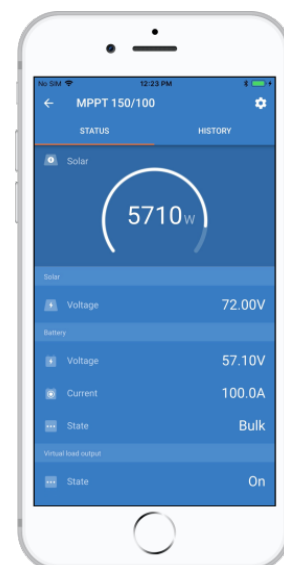 No SIM 12:23 PM
MPPT 150/100
STATUS HISTORY
Solar
5710W
Solar
Voltage 72.00V
Battery
Voltage 57.10V
Current 100.0A
State Bulk
Virtual load output
State On